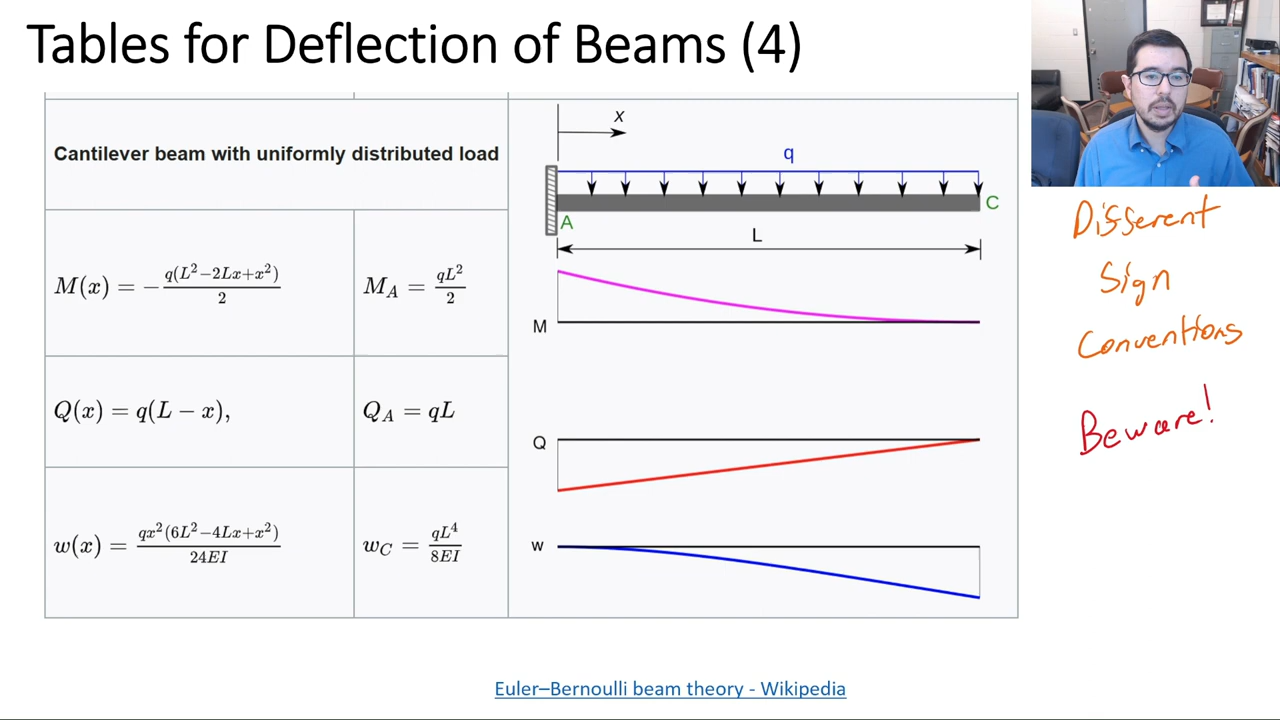 Tables for Deflection of Beams (4)
Cantilever beam with uniformly distributed load
x
q
A
C
L
M(x) = −q(L²−2Lx+x²)/2
M_A = qL²/2
M
Q(x) = q(L − x),
Q_A = qL
Q
w(x) = qx²(6L²−4Lx+x²)/24EI
w_C = qL⁴/8EI
w
Different
Sign
Conventions
Beware!
Euler–Bernoulli beam theory - Wikipedia